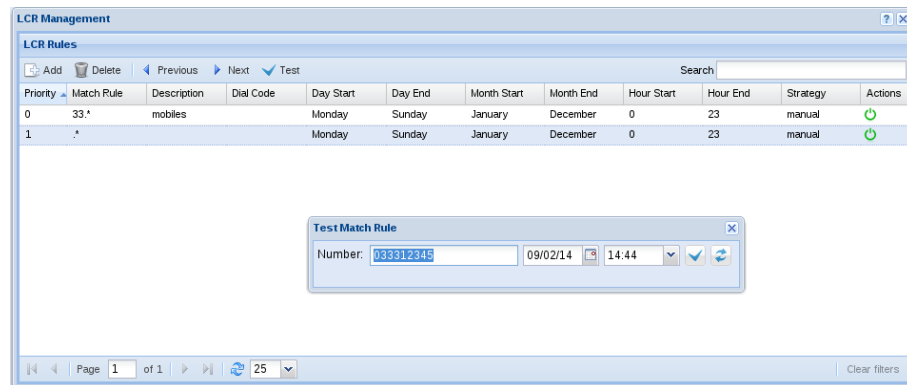 LCR Management
LCR Rules
Add Delete Previous Next Test Search
Priority Match Rule Description Dial Code Day Start Day End Month Start Month End Hour Start Hour End Strategy Actions
0 33.* mobiles Monday Sunday January December 0 23 manual
1 .* Monday Sunday January December 0 23 manual
Test Match Rule
Number: 033312345 09/02/14 14:44
Page 1 of 1 25 Clear filters